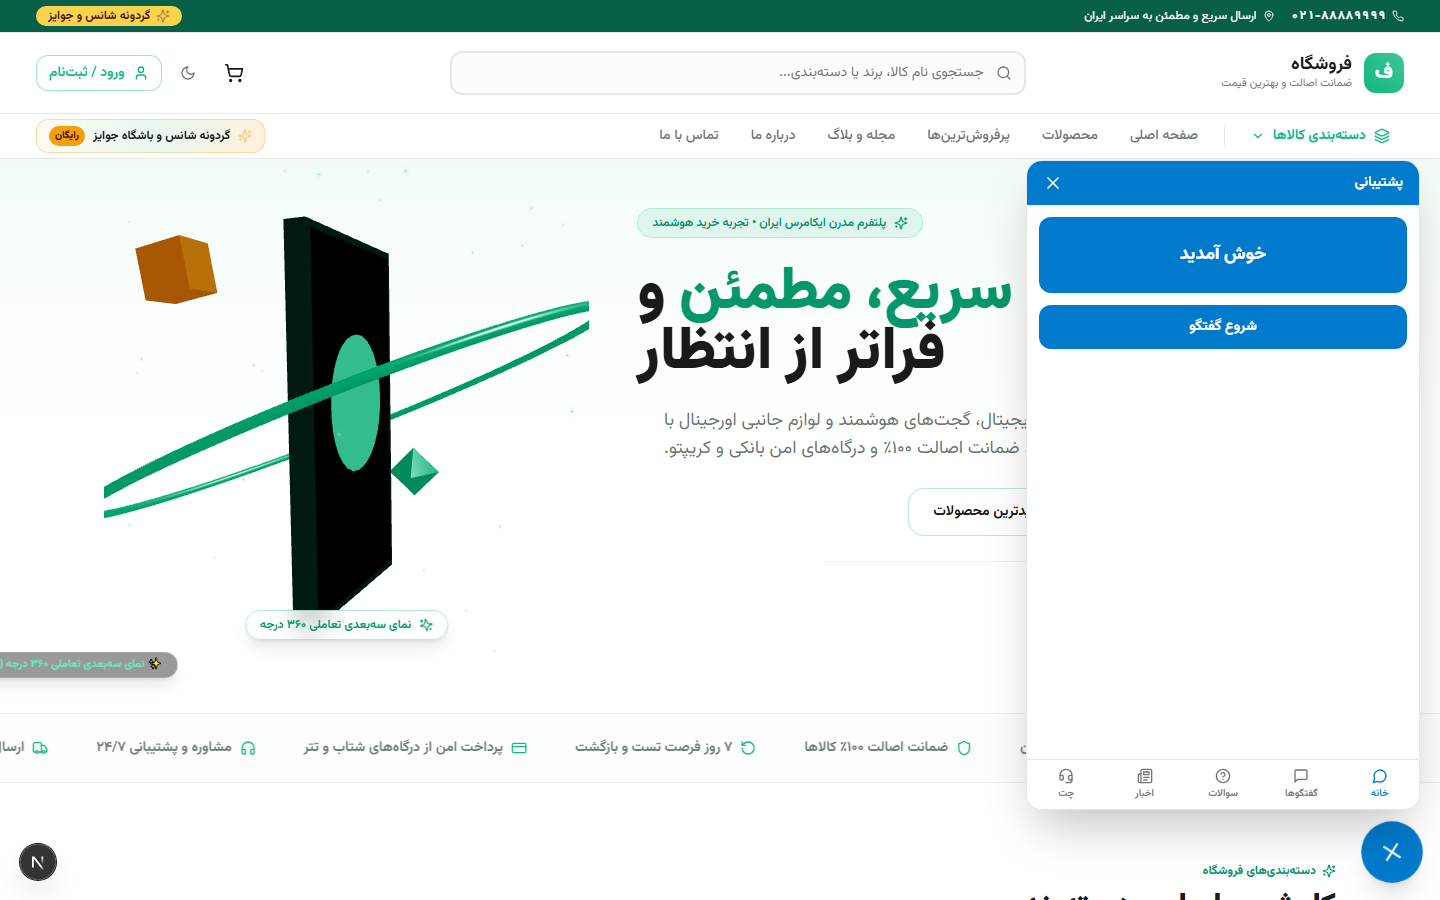 ۰۲۱-۸۸۸۸۹۹۹۹
ارسال سریع و مطمئن به سراسر ایران
گردونه شانس و جوایز
ف
فروشگاه
ضمانت اصالت و بهترین قیمت
جستجوی نام کالا، برند یا دسته‌بندی...
ورود / ثبت‌نام
دسته‌بندی کالاها
صفحه اصلی
محصولات
پرفروش‌ترین‌ها
مجله و بلاگ
درباره ما
تماس با ما
گردونه شانس و باشگاه جوایز
رایگان
پشتیبانی
خوش آمدید
شروع گفتگو
خانه
گفتگوها
سوالات
اخبار
چت
پلتفرم مدرن ایکامرس ایران • تجربه خرید هوشمند
سریع، مطمئن و
فراتر از انتظار
گجت‌های هوشمند و لوازم جانبی اورجینال با
ضمانت اصالت ۱۰۰٪ و درگاه‌های امن بانکی و کریپتو.
محصولات
نمای سه‌بعدی تعاملی ۳۶۰ درجه
نمای سه‌بعدی تعاملی ۳۶۰ درجه (
ضمانت اصالت ۱۰۰٪ کالاها
۷ روز فرصت تست و بازگشت
پرداخت امن از درگاه‌های شتاب و تتر
مشاوره و پشتیبانی ۲۴/۷
دسته‌بندی‌های فروشگاه
N